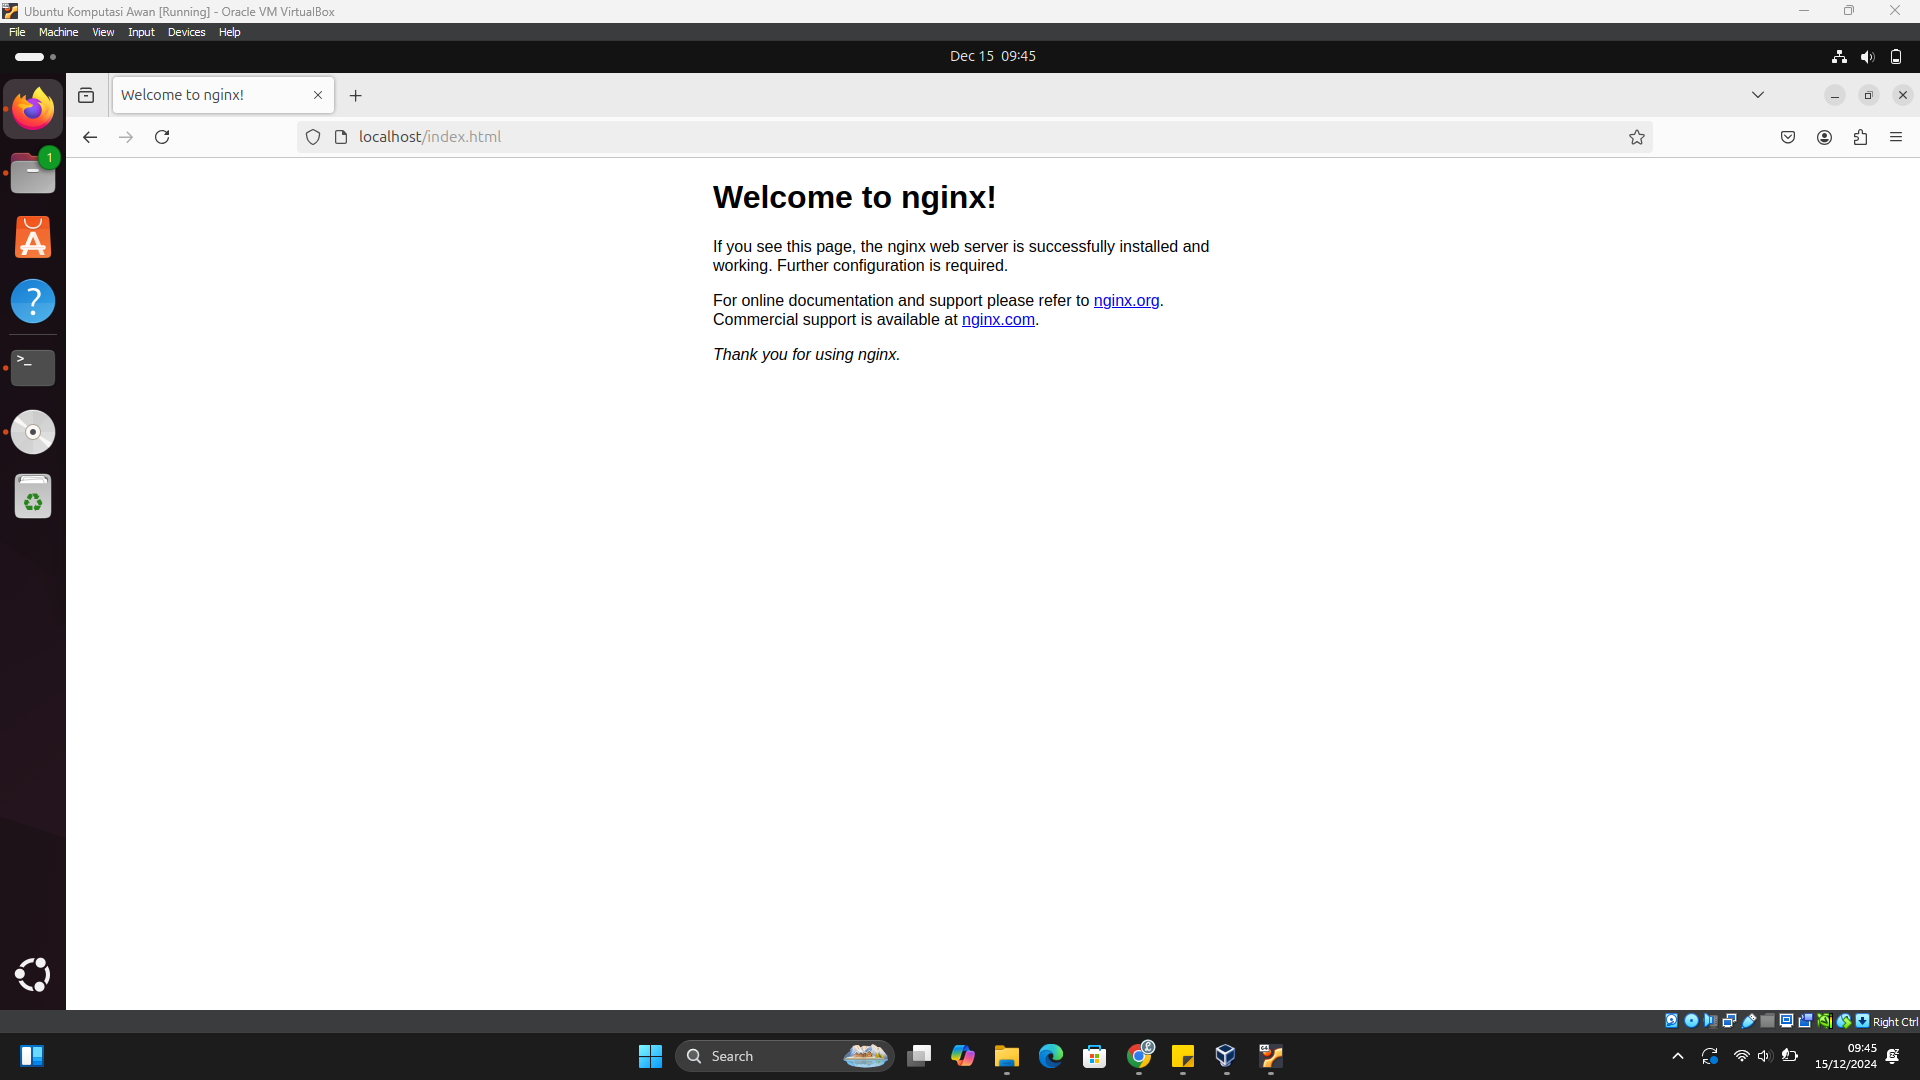 Ubuntu Komputasi Awan [Running] - Oracle VM VirtualBox
File Machine View Input Devices Help
Dec 15 09:45
Welcome to nginx!
1
localhost/index.html
Welcome to nginx!
If you see this page, the nginx web server is successfully installed and
working. Further configuration is required.
For online documentation and support please refer to nginx.org.
Commercial support is available at nginx.com.
Thank you for using nginx.
Right Ctrl
Search
09:45
15/12/2024